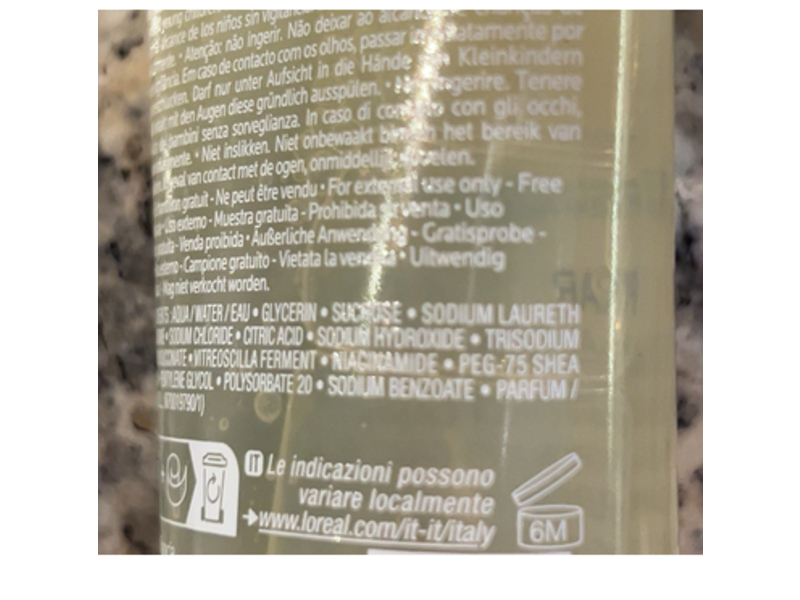 alcance de los niños sin vigilancia
• Atenção: não ingerir. Não deixar ao alcance
Em caso de contacto com os olhos, passar imediatamente por
Darf nur unter Aufsicht in die Hände von Kleinkindern
mit den Augen diese gründlich ausspülen. • ingerire. Tenere
bambini senza sorveglianza. In caso di contatto con gli occhi,
• Niet inslikken. Niet onbewaakt binnen het bereik van
geval van contact met de ogen, onmiddellijk spoelen.
gratuit - Ne peut être vendu • For external use only - Free
• Uso externo - Muestra gratuita - Prohibida venta • Uso
- Venda proibida • Äußerliche Anwendung - Gratisprobe -
- Campione gratuito - Vietata la vendita • Uitwendig
- Mag niet verkocht worden.
AQUA / WATER / EAU • GLYCERIN • SUCROSE • SODIUM LAURETH
• SODIUM CHLORIDE • CITRIC ACID • SODIUM HYDROXIDE • TRISODIUM
• VITREOSCILLA FERMENT • NIACINAMIDE • PEG-75 SHEA
GLYCOL • POLYSORBATE 20 • SODIUM BENZOATE • PARFUM /
IT Le indicazioni possono
variare localmente
www.loreal.com/it-it/italy
6M